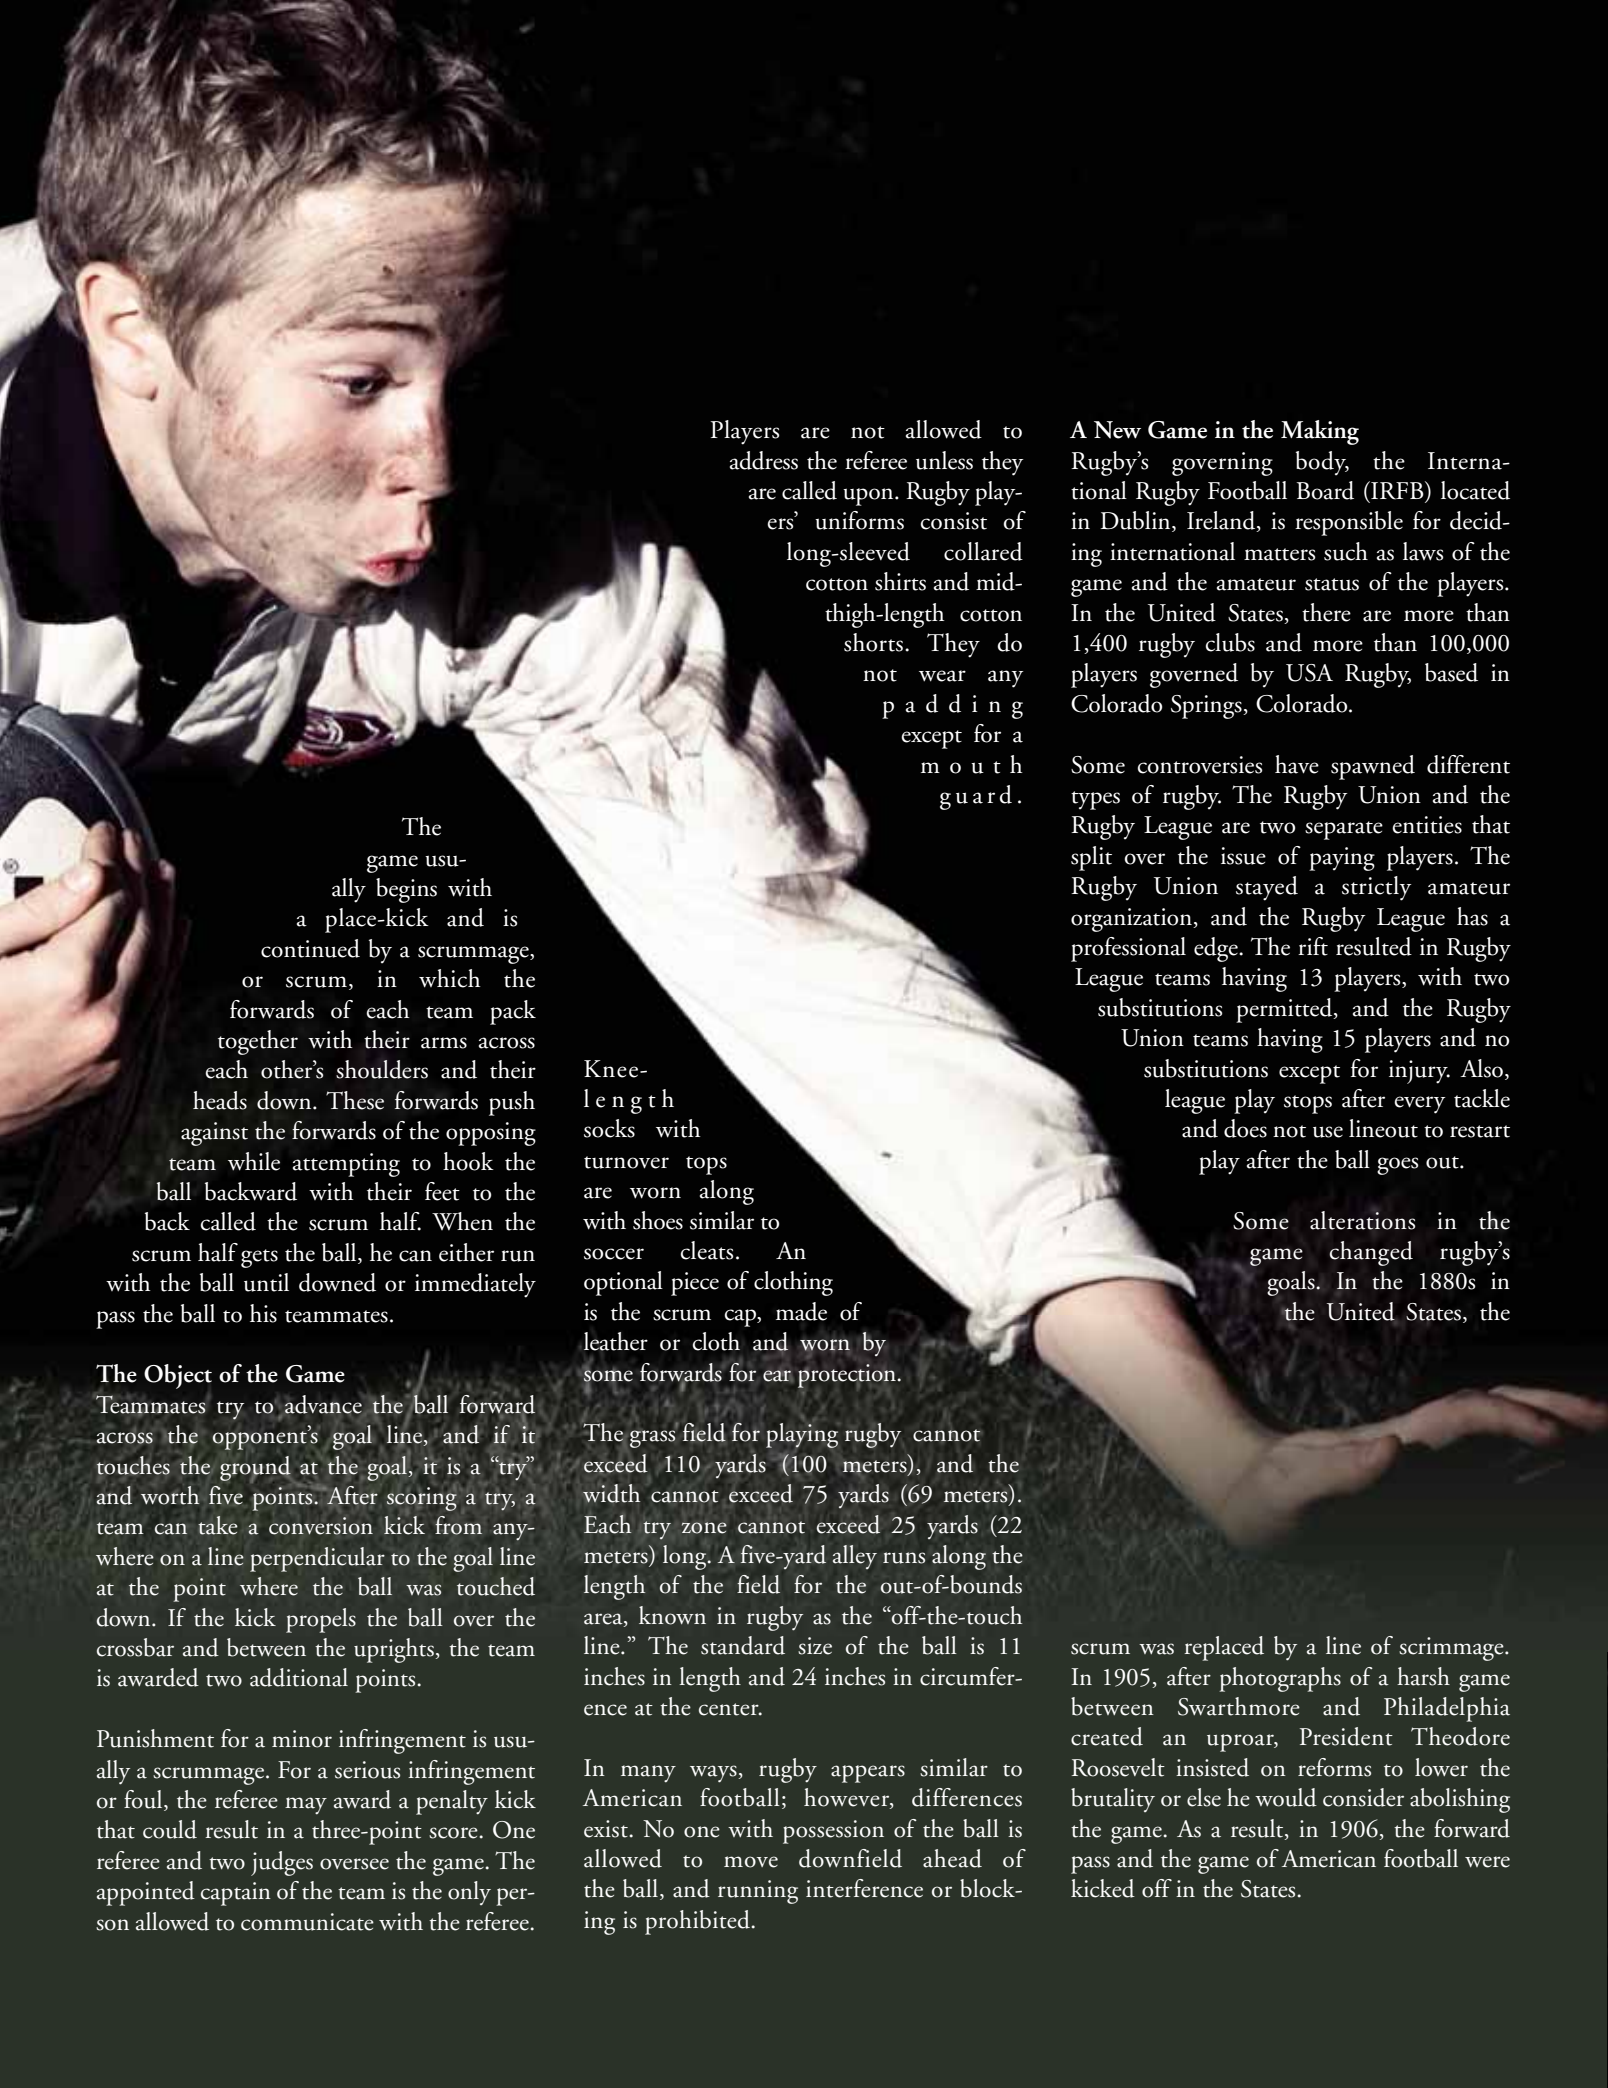 The
game usu-
ally begins with
a place-kick and is
continued by a scrummage,
or scrum, in which the
forwards of each team pack
together with their arms across
each other's shoulders and their
heads down. These forwards push
against the forwards of the opposing
team while attempting to hook the
ball backward with their feet to the
back called the scrum half. When the
scrum half gets the ball, he can either run
with the ball until downed or immediately
pass the ball to his teammates.
The Object of the Game
Teammates try to advance the ball forward
across the opponent's goal line, and if it
touches the ground at the goal, it is a “try”
and worth five points. After scoring a try, a
team can take a conversion kick from any-
where on a line perpendicular to the goal line
at the point where the ball was touched
down. If the kick propels the ball over the
crossbar and between the uprights, the team
is awarded two additional points.
Punishment for a minor infringement is usu-
ally a scrummage. For a serious infringement
or foul, the referee may award a penalty kick
that could result in a three-point score. One
referee and two judges oversee the game. The
appointed captain of the team is the only per-
son allowed to communicate with the referee.
Players are not allowed to
address the referee unless they
are called upon. Rugby play-
ers' uniforms consist of
long-sleeved collared
cotton shirts and mid-
thigh-length cotton
shorts. They do
not wear any
padding
except for a
mouth
guard.
Knee-
length
socks with
turnover tops
are worn along
with shoes similar to
soccer cleats. An
optional piece of clothing
is the scrum cap, made of
leather or cloth and worn by
some forwards for ear protection.
The grass field for playing rugby cannot
exceed 110 yards (100 meters), and the
width cannot exceed 75 yards (69 meters).
Each try zone cannot exceed 25 yards (22
meters) long. A five-yard alley runs along the
length of the field for the out-of-bounds
area, known in rugby as the “off-the-touch
line.” The standard size of the ball is 11
inches in length and 24 inches in circumfer-
ence at the center.
In many ways, rugby appears similar to
American football; however, differences
exist. No one with possession of the ball is
allowed to move downfield ahead of
the ball, and running interference or block-
ing is prohibited.
A New Game in the Making
Rugby's governing body, the Interna-
tional Rugby Football Board (IRFB) located
in Dublin, Ireland, is responsible for decid-
ing international matters such as laws of the
game and the amateur status of the players.
In the United States, there are more than
1,400 rugby clubs and more than 100,000
players governed by USA Rugby, based in
Colorado Springs, Colorado.
Some controversies have spawned different
types of rugby. The Rugby Union and the
Rugby League are two separate entities that
split over the issue of paying players. The
Rugby Union stayed a strictly amateur
organization, and the Rugby League has a
professional edge. The rift resulted in Rugby
League teams having 13 players, with two
substitutions permitted, and the Rugby
Union teams having 15 players and no
substitutions except for injury. Also,
league play stops after every tackle
and does not use lineout to restart
play after the ball goes out.
Some alterations in the
game changed rugby's
goals. In the 1880s in
the United States, the
scrum was replaced by a line of scrimmage.
In 1905, after photographs of a harsh game
between Swarthmore and Philadelphia
created an uproar, President Theodore
Roosevelt insisted on reforms to lower the
brutality or else he would consider abolishing
the game. As a result, in 1906, the forward
pass and the game of American football were
kicked off in the States.